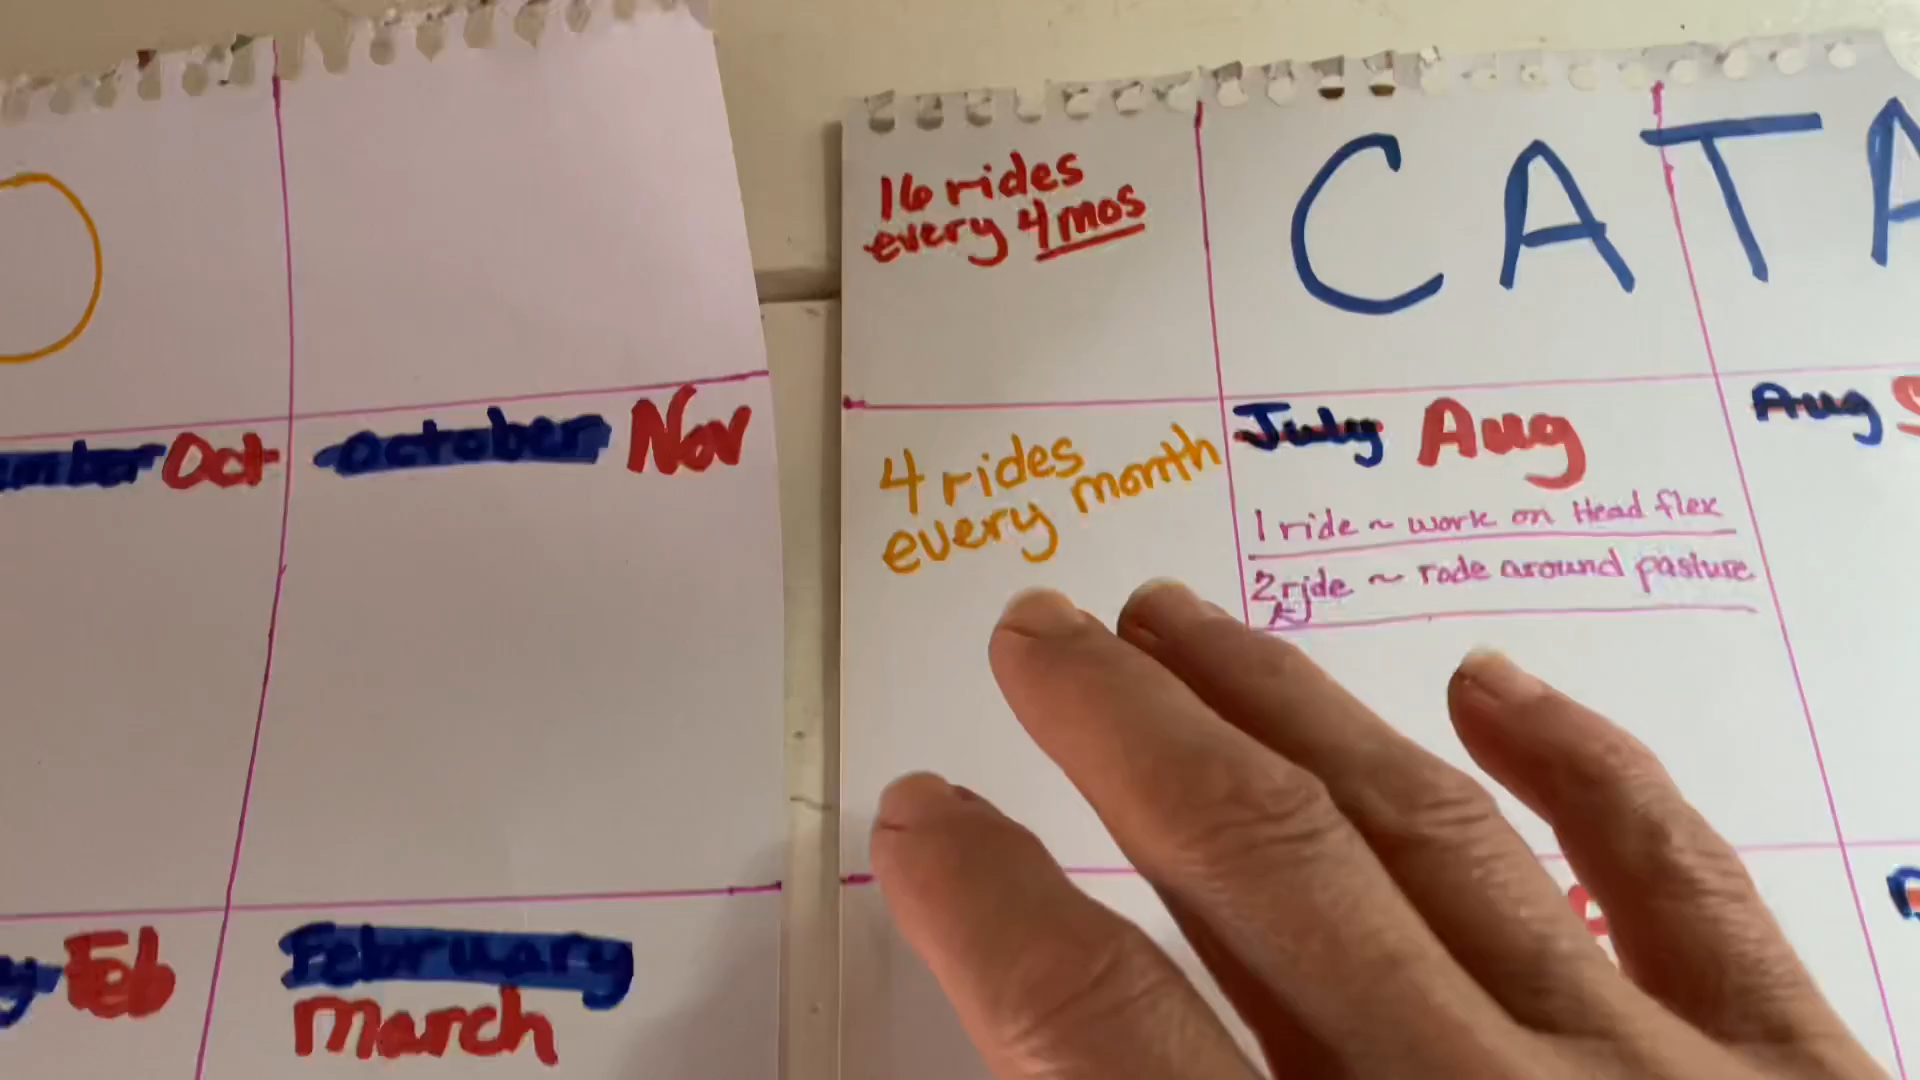 16 rides
every 4 mos
CATA
Oct
October Nov
4 rides
every month
July Aug
1 ride ~ work on Head flex
2 ride ~ rode around pasture
Aug
Feb
February
March